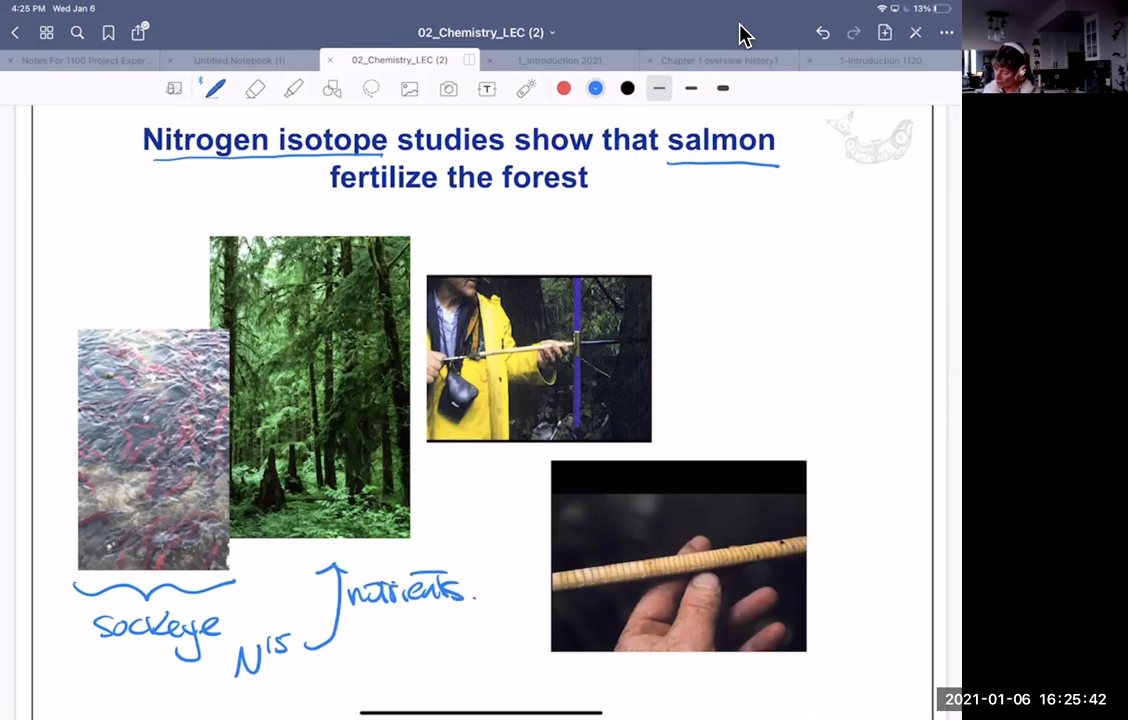 4:25 PM Wed Jan 6
13%
02_Chemistry_LEC (2)
Notes For 1100 Project Exper...
Untitled Notebook (1)
02_Chemistry_LEC (2)
1_Introduction 2021
Chapter 1 overview history1
1-Introduction 1120
T
Nitrogen isotope studies show that salmon
fertilize the forest
nutrients.
sockeye
N15
2021-01-06 16:25:42